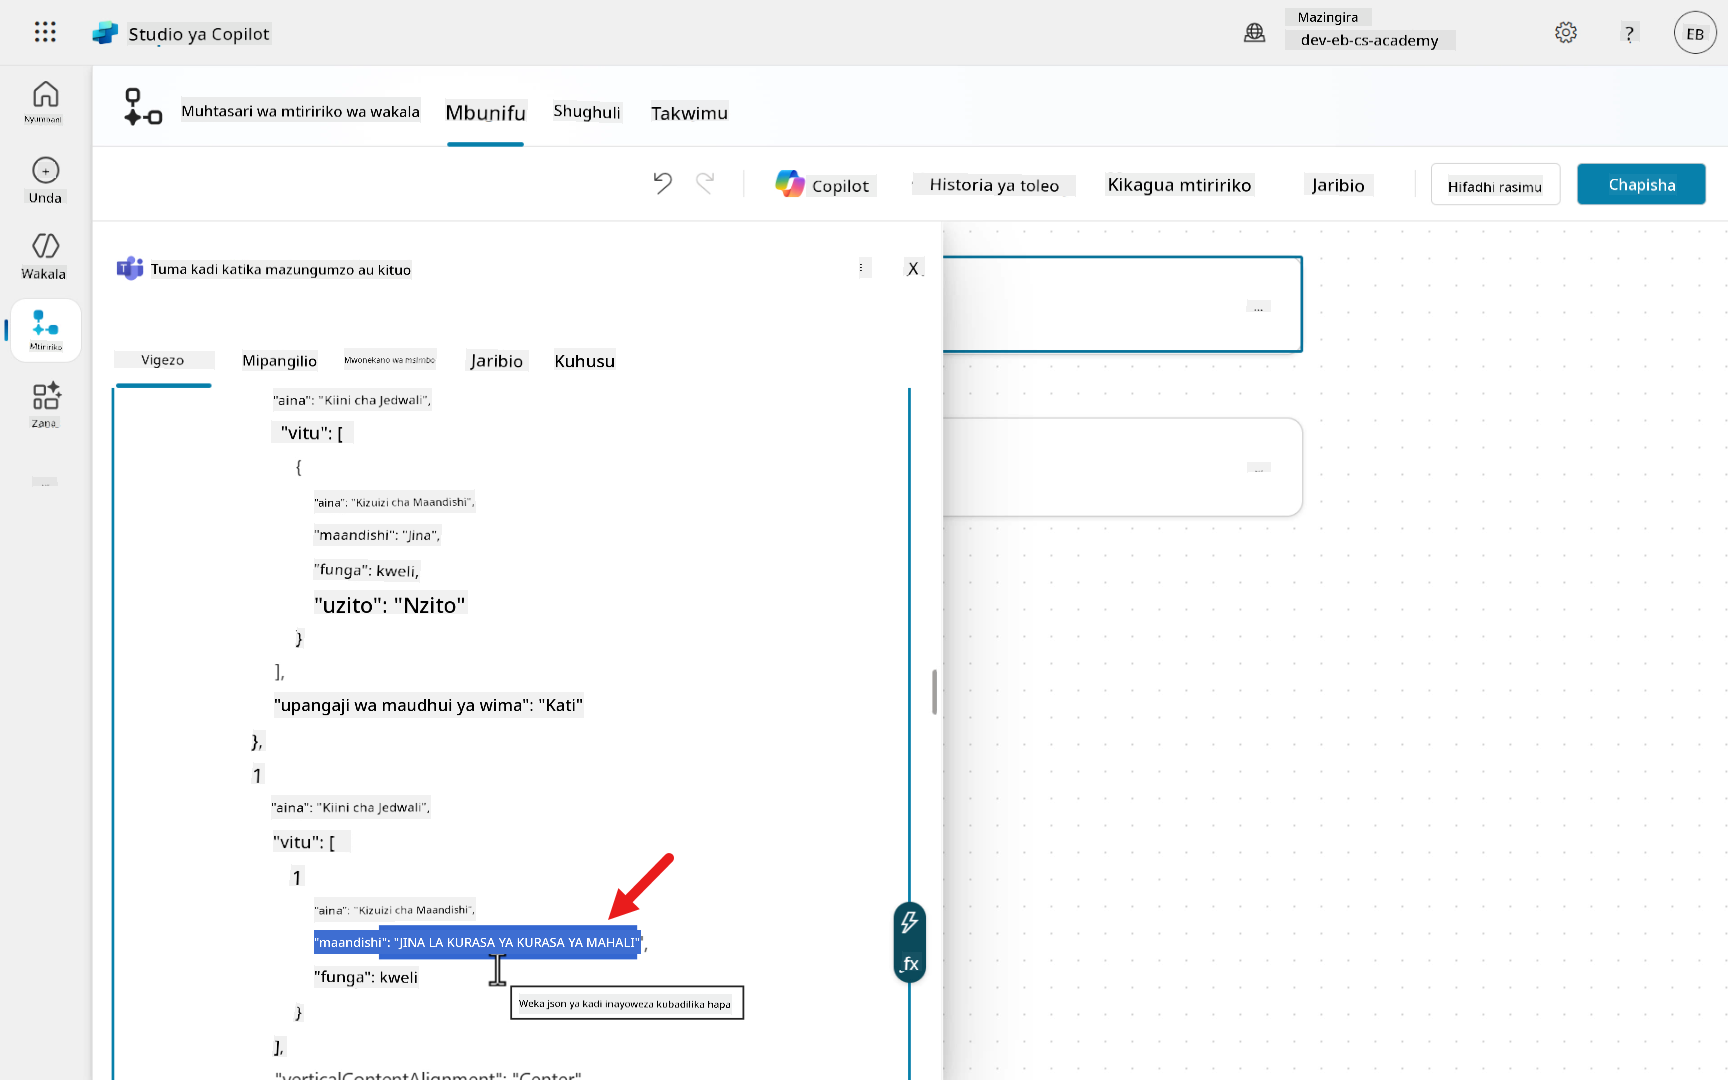 Studio ya Copilot
Mazingira
dev-eb-cs-academy
?
EB
Nyumbani
Unda
Wakala
Mtiririko
Zana
...
Muhtasari wa mtiririko wa wakala
Mbunifu
Shughuli
Takwimu
Copilot
Historia ya toleo
Kikagua mtiririko
Jaribio
Hifadhi rasimu
Chapisha
Tuma kadi katika mazungumzo au kituo
X
Vigezo
Mipangilio
Mwonekano wa msimbo
Jaribio
Kuhusu
"aina": "Kiini cha Jedwali",
"vitu": [
{
"aina": "Kizuizi cha Maandishi",
"maandishi": "Jina",
"funga": kweli,
"uzito": "Nzito"
}
],
"upangaji wa maudhui ya wima": "Kati"
},
1
"aina": "Kiini cha Jedwali",
"vitu": [
1
"aina": "Kizuizi cha Maandishi",
"maandishi": "JINA LA KURASA YA KURASA YA MAHALI",
"funga": kweli
Weka json ya kadi inayoweza kubadilika hapa
}
],
"verticalContentAlignment": "Center"
fx
...
...